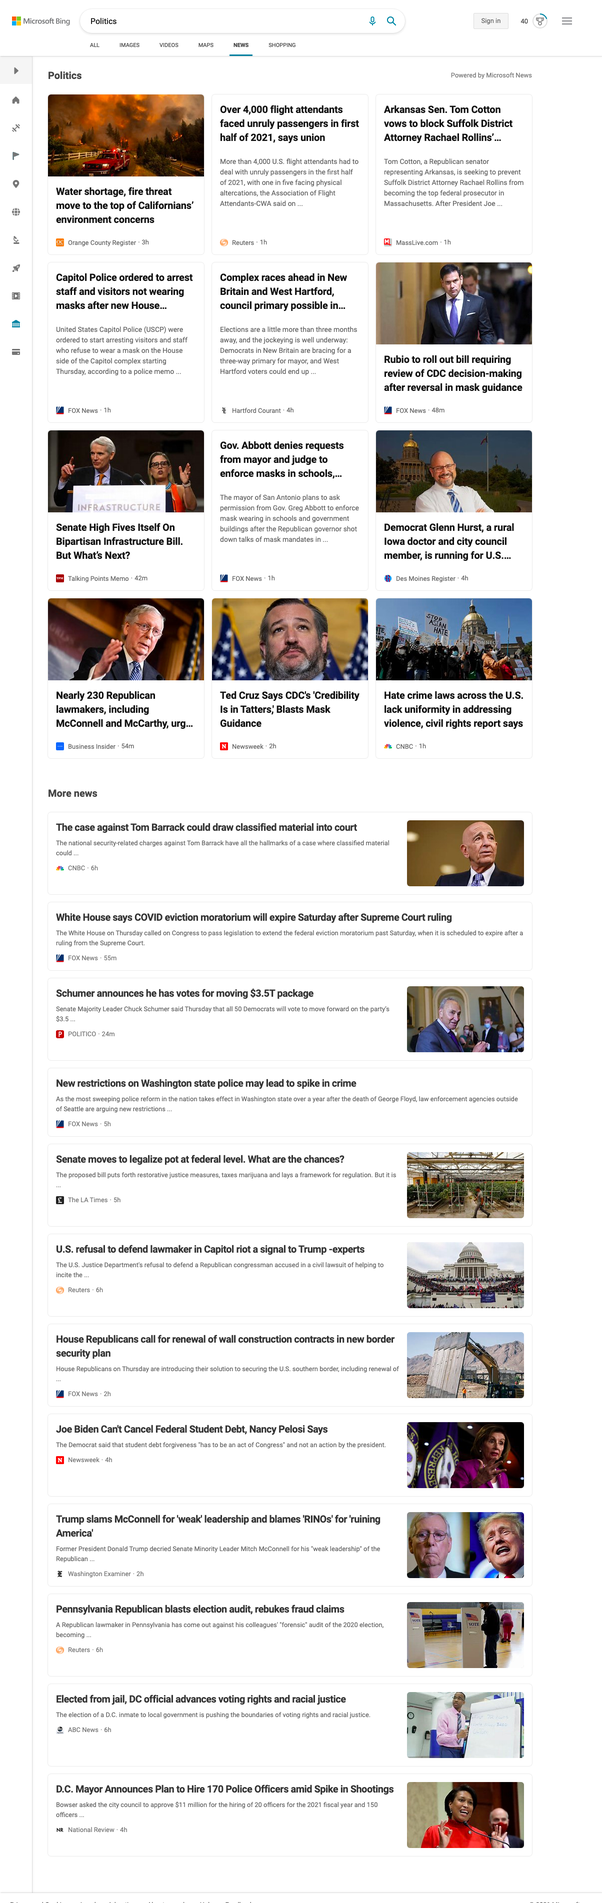 Microsoft Bing
Politics
Sign in
40
ALL
IMAGES
VIDEOS
MAPS
NEWS
SHOPPING
Politics
Powered by Microsoft News
Water shortage, fire threat
move to the top of Californians'
environment concerns
Orange County Register · 3h
Over 4,000 flight attendants
faced unruly passengers in first
half of 2021, says union
More than 4,000 U.S. flight attendants had to
deal with unruly passengers in the first half
of 2021, with one in five facing physical
altercations, the Association of Flight
Attendants-CWA said on ...
Reuters · 1h
Arkansas Sen. Tom Cotton
vows to block Suffolk District
Attorney Rachael Rollins'...
Tom Cotton, a Republican senator
representing Arkansas, is seeking to prevent
Suffolk District Attorney Rachael Rollins from
becoming the top federal prosecutor in
Massachusetts. After President Joe ...
MassLive.com · 1h
Capitol Police ordered to arrest
staff and visitors not wearing
masks after new House...
United States Capitol Police (USCP) were
ordered to start arresting visitors and staff
who refuse to wear a mask on the House
side of the Capitol complex starting
Thursday, according to a police memo ...
FOX News · 1h
Complex races ahead in New
Britain and West Hartford,
council primary possible in...
Elections are a little more than three months
away, and the jockeying is well underway:
Democrats in New Britain are bracing for a
three-way primary for mayor, and West
Hartford voters could end up ...
Hartford Courant · 4h
Rubio to roll out bill requiring
review of CDC decision-making
after reversal in mask guidance
FOX News · 48m
INFRASTRUCTURE
Senate High Fives Itself On
Bipartisan Infrastructure Bill.
But What's Next?
Talking Points Memo · 42m
Gov. Abbott denies requests
from mayor and judge to
enforce masks in schools,...
The mayor of San Antonio plans to ask
permission from Gov. Greg Abbott to enforce
mask wearing in schools and government
buildings after the Republican governor shot
down talks of mask mandates in ...
FOX News · 1h
Democrat Glenn Hurst, a rural
Iowa doctor and city council
member, is running for U.S....
Des Moines Register · 4h
Nearly 230 Republican
lawmakers, including
McConnell and McCarthy, urg...
Business Insider · 54m
Ted Cruz Says CDC's 'Credibility
Is in Tatters,' Blasts Mask
Guidance
Newsweek · 2h
STOP
ASIAN
HATE
Hate crime laws across the U.S.
lack uniformity in addressing
violence, civil rights report says
CNBC · 1h
More news
The case against Tom Barrack could draw classified material into court
The national security-related charges against Tom Barrack have all the hallmarks of a case where classified material
could ...
CNBC · 6h
White House says COVID eviction moratorium will expire Saturday after Supreme Court ruling
The White House on Thursday called on Congress to pass legislation to extend the federal eviction moratorium past Saturday, when it is scheduled to expire after a
ruling from the Supreme Court.
FOX News · 55m
Schumer announces he has votes for moving $3.5T package
Senate Majority Leader Chuck Schumer said Thursday that all 50 Democrats will vote to move forward on the party's
$3.5 ...
POLITICO · 24m
New restrictions on Washington state police may lead to spike in crime
As the most sweeping police reform in the nation takes effect in Washington state over a year after the death of George Floyd, law enforcement agencies outside
of Seattle are arguing new restrictions ...
FOX News · 5h
Senate moves to legalize pot at federal level. What are the chances?
The proposed bill puts forth restorative justice measures, taxes marijuana and lays a framework for regulation. But it is
...
The LA Times · 5h
U.S. refusal to defend lawmaker in Capitol riot a signal to Trump -experts
The U.S. Justice Department's refusal to defend a Republican congressman accused in a civil lawsuit of helping to
incite the ...
Reuters · 6h
House Republicans call for renewal of wall construction contracts in new border
security plan
House Republicans on Thursday are introducing their solution to securing the U.S. southern border, including renewal of
...
FOX News · 2h
Joe Biden Can't Cancel Federal Student Debt, Nancy Pelosi Says
The Democrat said that student debt forgiveness "has to be an act of Congress" and not an action by the president.
Newsweek · 4h
Trump slams McConnell for 'weak' leadership and blames 'RINOs' for 'ruining
America'
Former President Donald Trump decried Senate Minority Leader Mitch McConnell for his "weak leadership" of the
Republican ...
Washington Examiner · 2h
Pennsylvania Republican blasts election audit, rebukes fraud claims
A Republican lawmaker in Pennsylvania has come out against his colleagues' "forensic" audit of the 2020 election,
becoming ...
Reuters · 6h
VOTE
VOTE
Elected from jail, DC official advances voting rights and racial justice
The election of a D.C. inmate to local government is pushing the boundaries of voting rights and racial justice.
ABC News · 6h
D.C. Mayor Announces Plan to Hire 170 Police Officers amid Spike in Shootings
Bowser asked the city council to approve $11 million for the hiring of 20 officers for the 2021 fiscal year and 150
officers ...
NR National Review · 4h